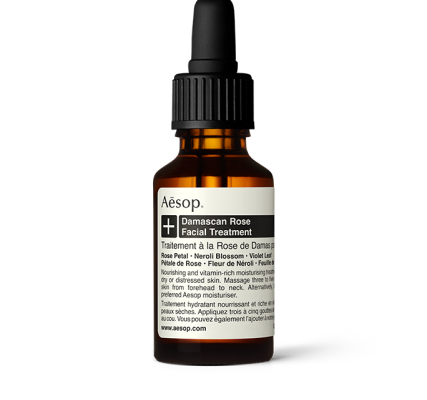 Aēsop.
Damascan Rose
Facial Treatment
Traitement à la Rose de Damas
Rose Petal · Neroli Blossom · Violet Leaf
Pétale de Rose · Fleur de Néroli · Feuille
Nourishing and vitamin-rich moisturising
dry or distressed skin. Massage three to
skin from forehead to neck. Alternatively,
preferred Aesop moisturiser.
Traitement hydratant nourrissant et riche en
peaux sèches. Appliquez trois à cinq
au cou. Vous pouvez également l'ajouter à
www.aesop.com